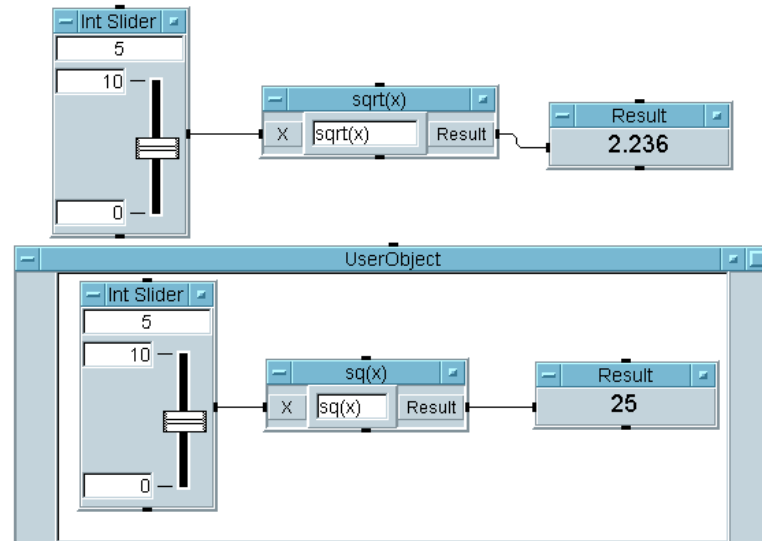 Int Slider
5
10
0
sqrt(x)
X sqrt(x) Result
Result
2.236
UserObject
Int Slider
5
10
0
sq(x)
X sq(x) Result
Result
25